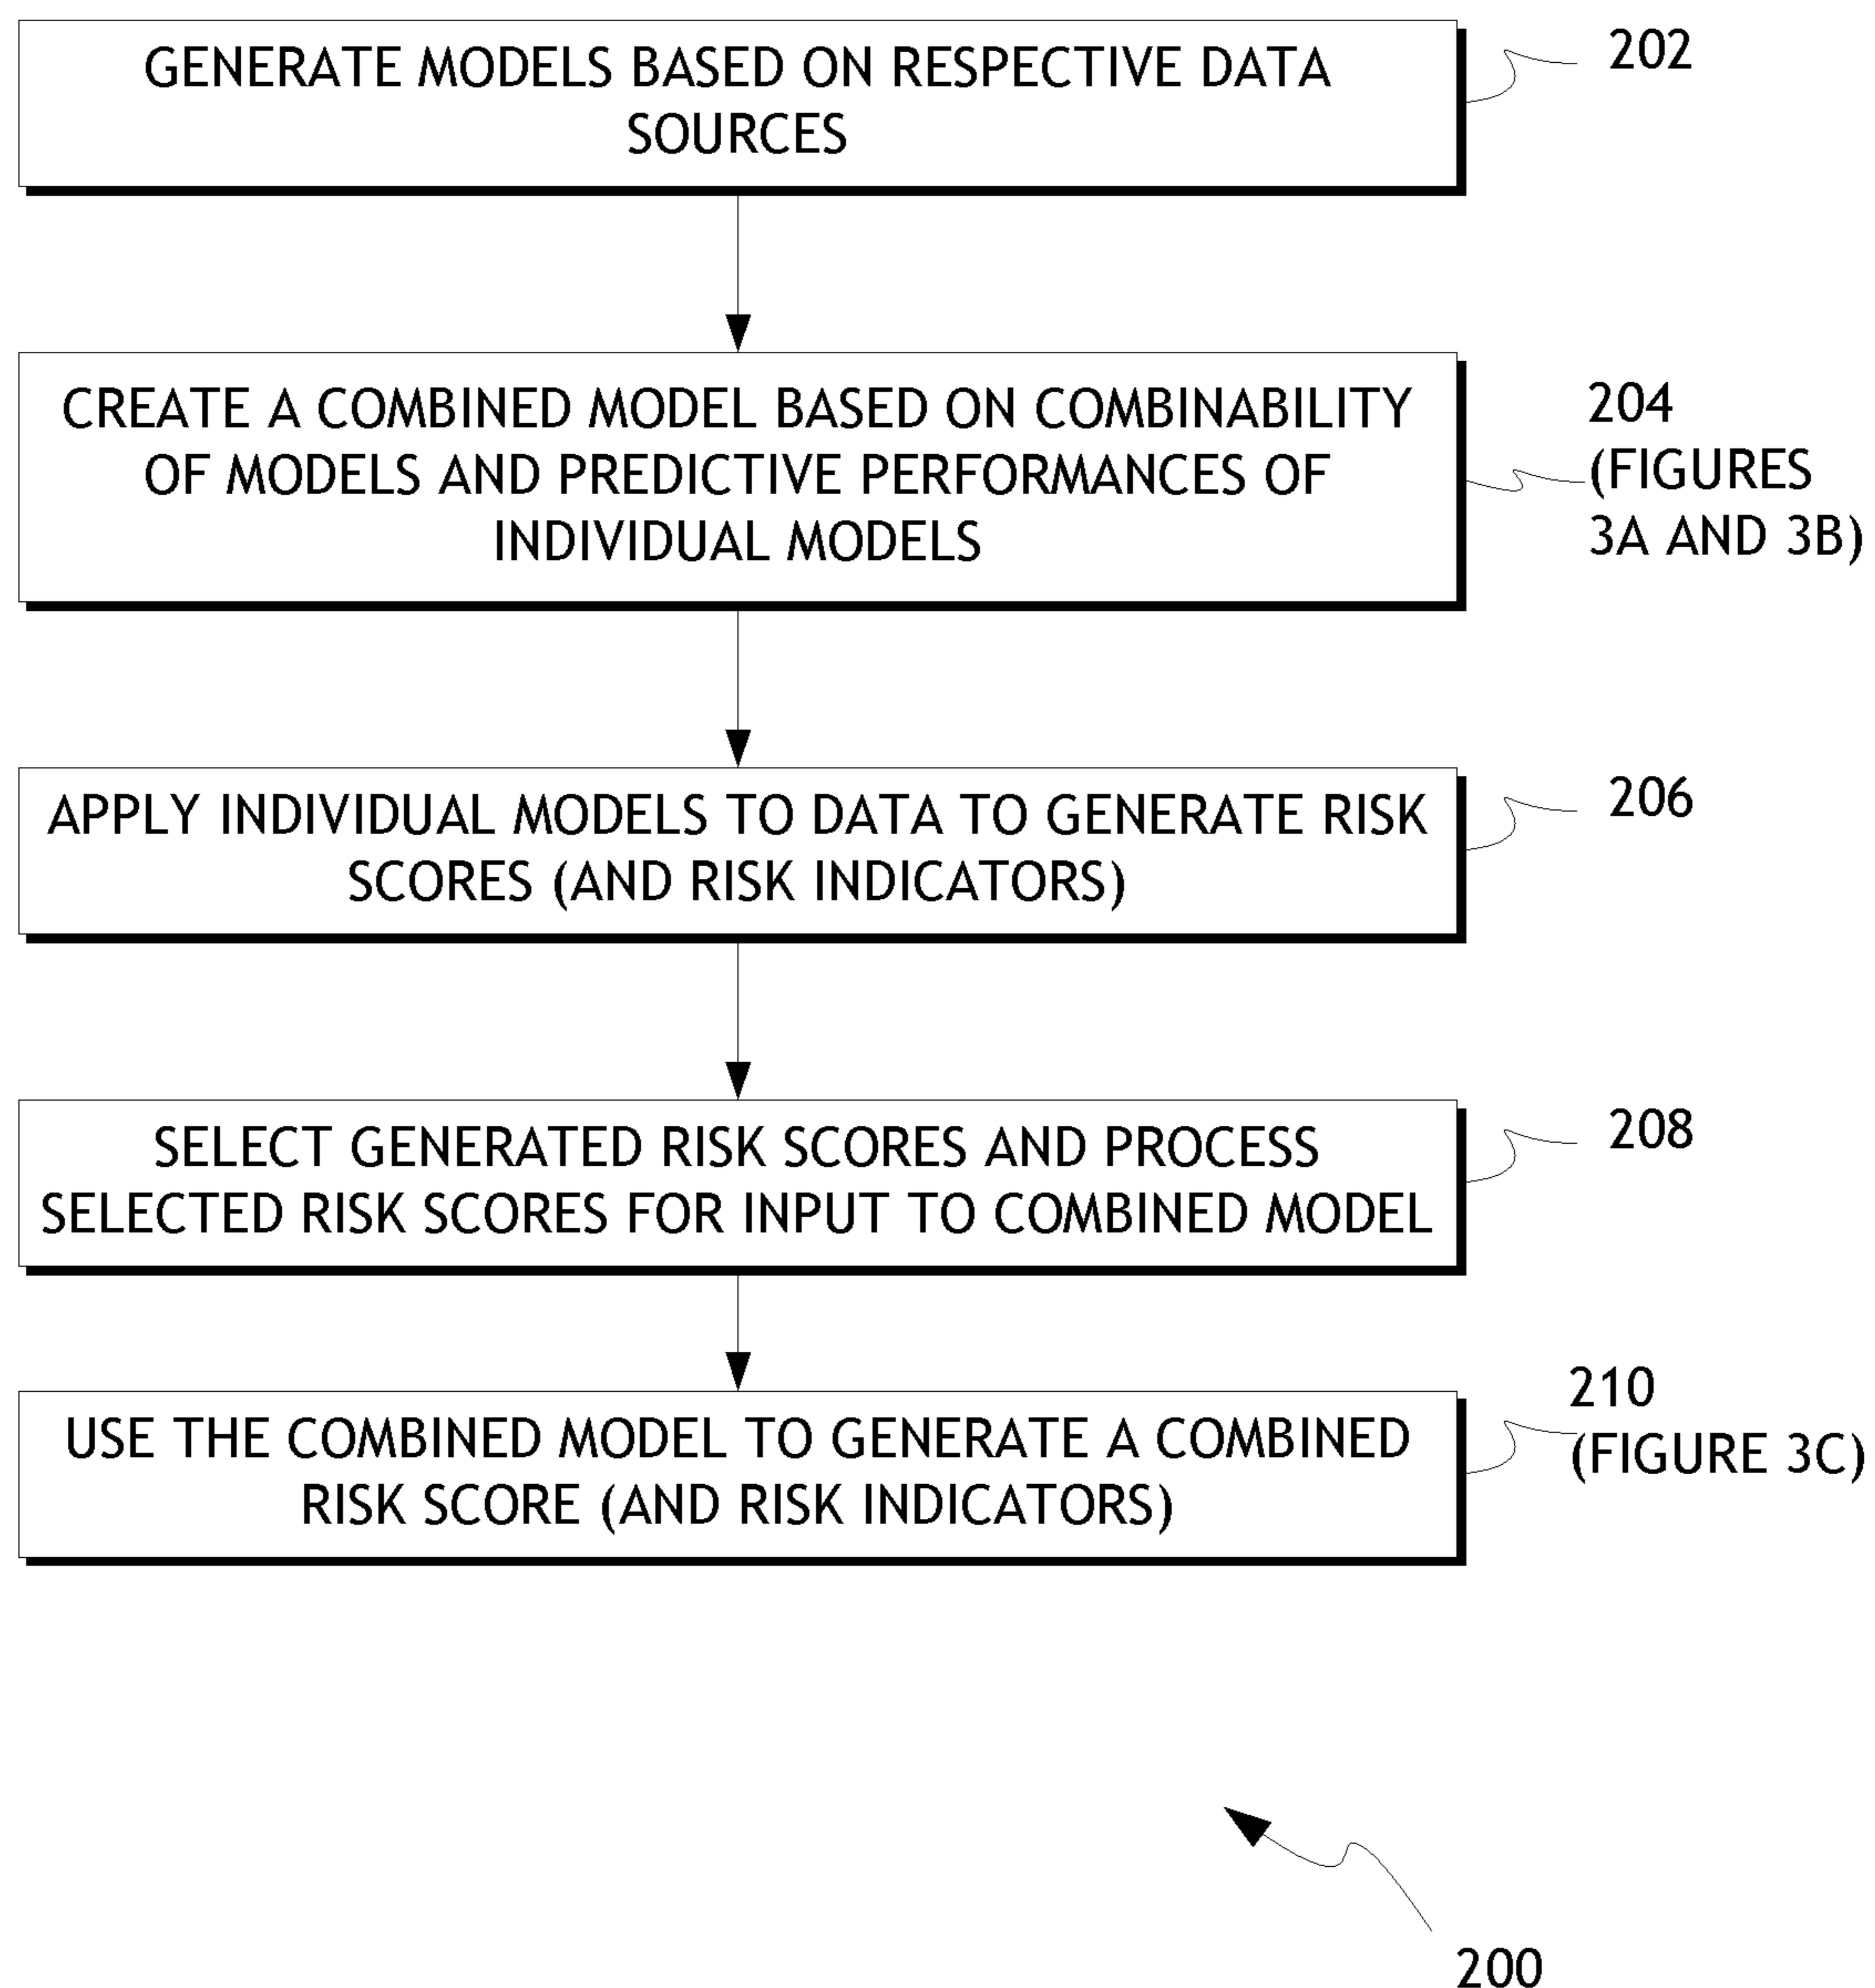 GENERATE MODELS BASED ON RESPECTIVE DATA
SOURCES
202
CREATE A COMBINED MODEL BASED ON COMBINABILITY
OF MODELS AND PREDICTIVE PERFORMANCES OF
INDIVIDUAL MODELS
204
(FIGURES
3A AND 3B)
APPLY INDIVIDUAL MODELS TO DATA TO GENERATE RISK
SCORES (AND RISK INDICATORS)
206
SELECT GENERATED RISK SCORES AND PROCESS
SELECTED RISK SCORES FOR INPUT TO COMBINED MODEL
208
USE THE COMBINED MODEL TO GENERATE A COMBINED
RISK SCORE (AND RISK INDICATORS)
210
(FIGURE 3C)
200